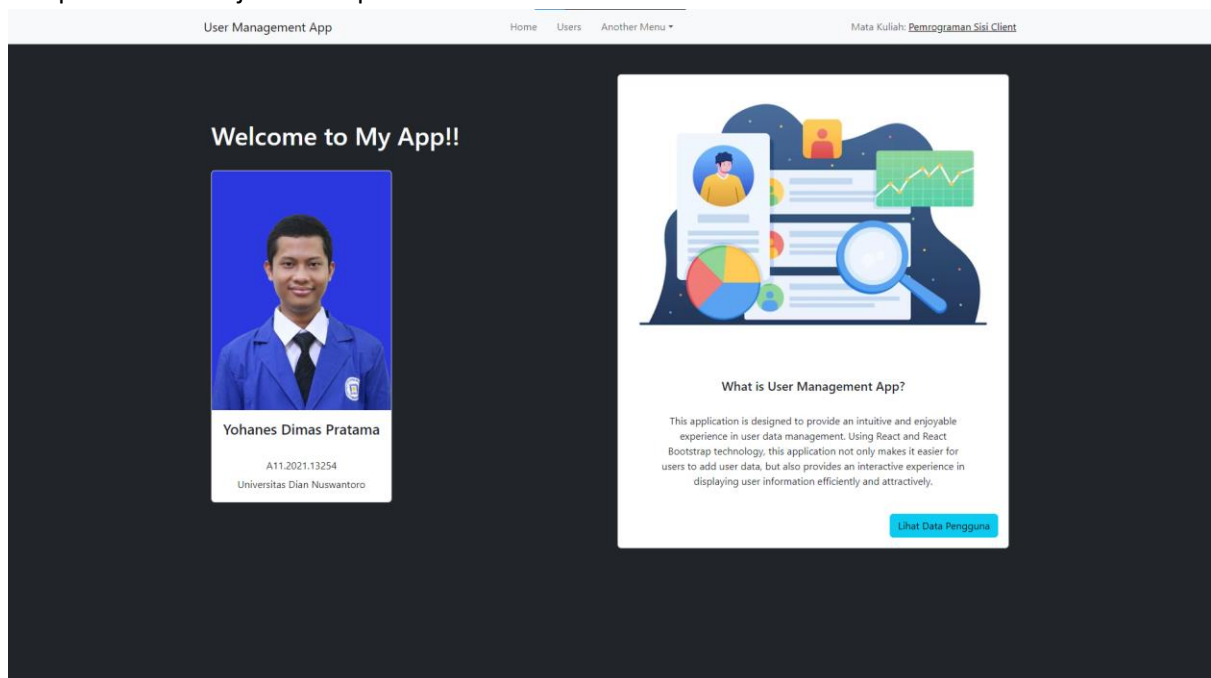 User Management App
Home Users Another Menu
Mata Kuliah: Pemrograman Sisi Client
Welcome to My App!!
Yohanes Dimas Pratama
A11.2021.13254
Universitas Dian Nuswantoro
What is User Management App?
This application is designed to provide an intuitive and enjoyable
experience in user data management. Using React and React
Bootstrap technology, this application not only makes it easier for
users to add user data, but also provides an interactive experience in
displaying user information efficiently and attractively.
Lihat Data Pengguna